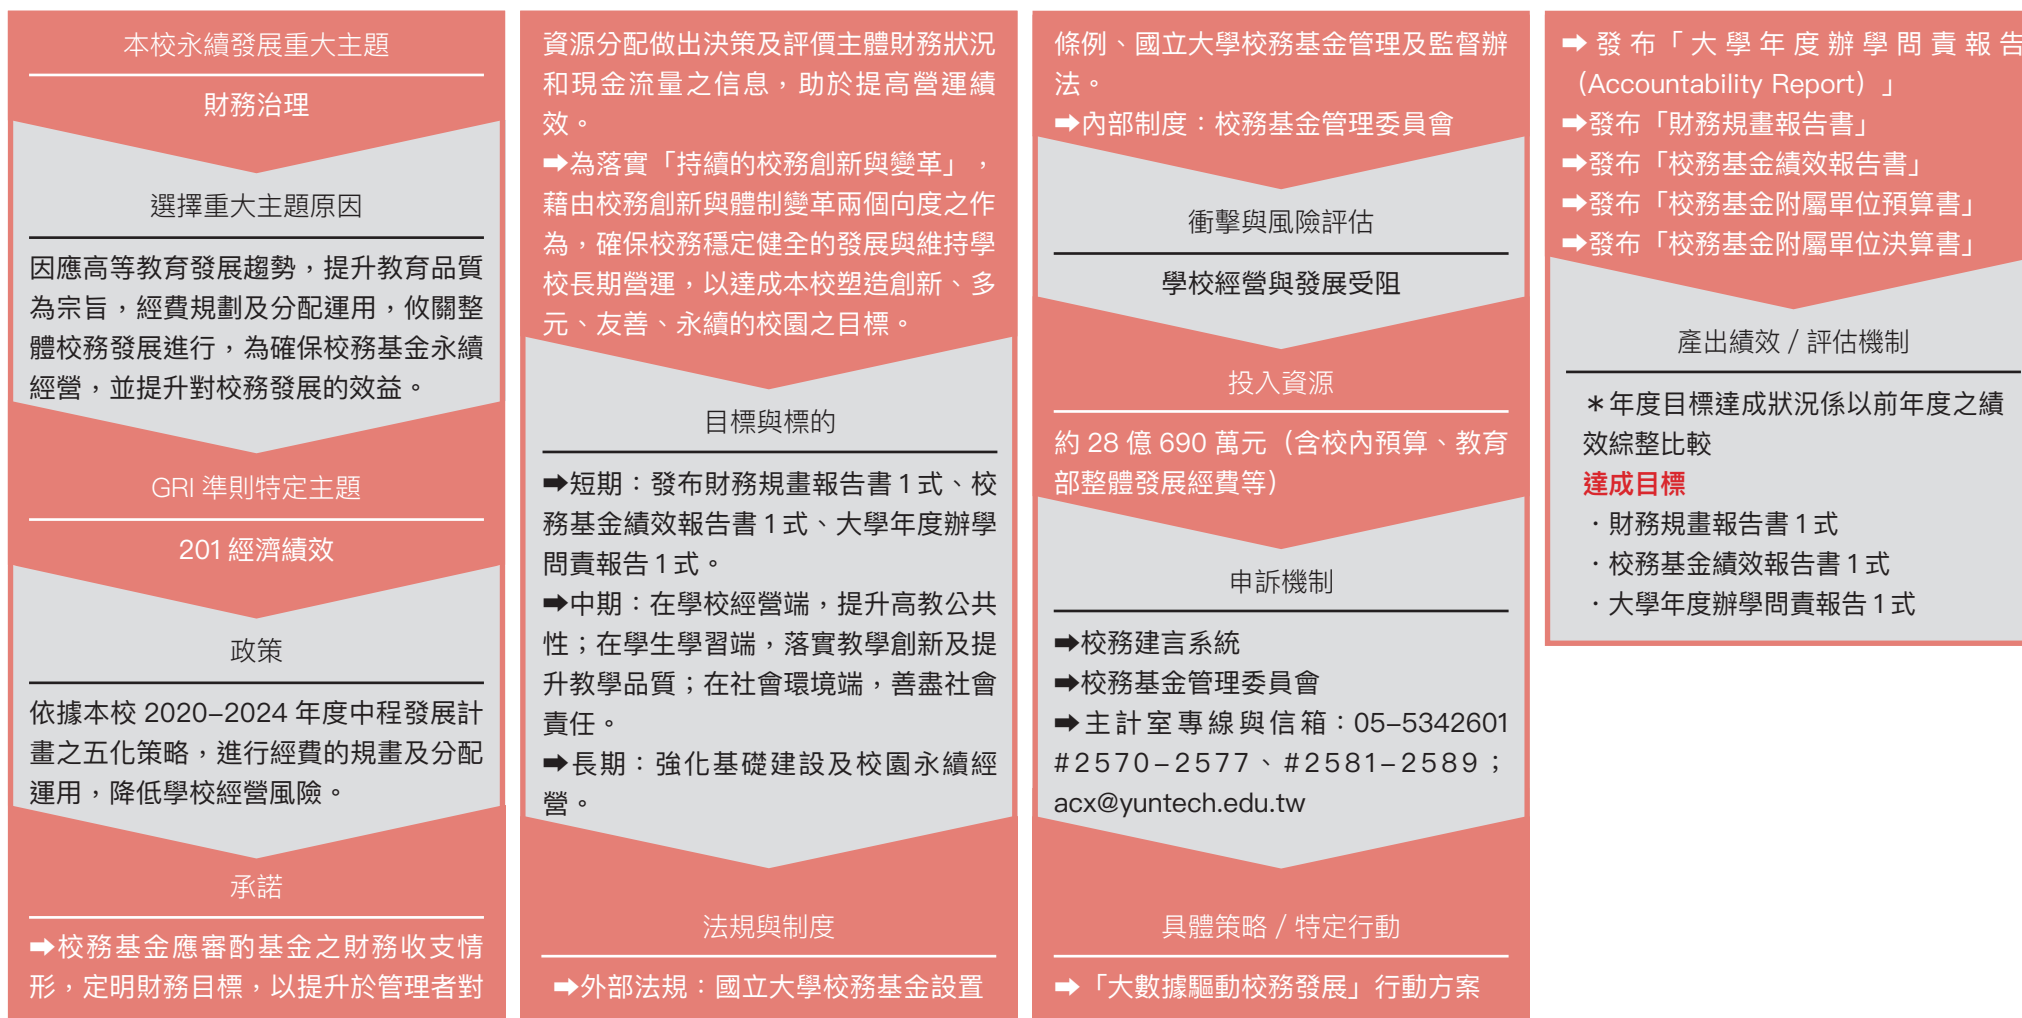 本校永續發展重大主題
財務治理
選擇重大主題原因
因應高等教育發展趨勢，提升教育品質
為宗旨，經費規劃及分配運用，攸關整
體校務發展進行，為確保校務基金永續
經營，並提升對校務發展的效益。
GRI 準則特定主題
201 經濟績效
政策
依據本校 2020–2024 年度中程發展計
畫之五化策略，進行經費的規畫及分配
運用，降低學校經營風險。
承諾
➡校務基金應審酌基金之財務收支情
形，定明財務目標，以提升於管理者對
資源分配做出決策及評價主體財務狀況
和現金流量之信息，助於提高營運績
效。
➡為落實「持續的校務創新與變革」，
藉由校務創新與體制變革兩個向度之作
為，確保校務穩定健全的發展與維持學
校長期營運，以達成本校塑造創新、多
元、友善、永續的校園之目標。
目標與標的
➡短期：發布財務規畫報告書 1 式、校
務基金績效報告書 1 式、大學年度辦學
問責報告 1 式。
➡中期：在學校經營端，提升高教公共
性；在學生學習端，落實教學創新及提
升教學品質；在社會環境端，善盡社會
責任。
➡長期：強化基礎建設及校園永續經
營。
法規與制度
➡外部法規：國立大學校務基金設置
條例、國立大學校務基金管理及監督辦
法。
➡內部制度：校務基金管理委員會
衝擊與風險評估
學校經營與發展受阻
投入資源
約 28 億 690 萬元（含校內預算、教育
部整體發展經費等）
申訴機制
➡校務建言系統
➡校務基金管理委員會
➡主計室專線與信箱：05–5342601
#2570–2577、#2581–2589；
acx@yuntech.edu.tw
具體策略 / 特定行動
➡「大數據驅動校務發展」行動方案
➡發布「大學年度辦學問責報告
（Accountability Report）」
➡發布「財務規畫報告書」
➡發布「校務基金績效報告書」
➡發布「校務基金附屬單位預算書」
➡發布「校務基金附屬單位決算書」
產出績效 / 評估機制
＊年度目標達成狀況係以前年度之績
效綜整比較
達成目標
．財務規畫報告書 1 式
．校務基金績效報告書 1 式
．大學年度辦學問責報告 1 式